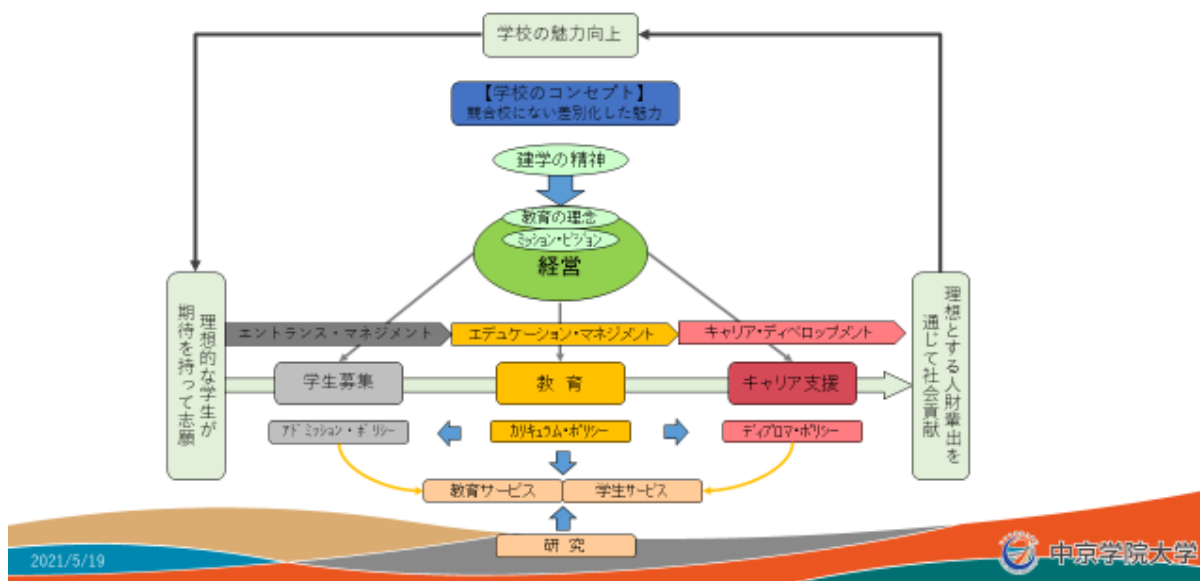 学校の魅力向上
【学校のコンセプト】
競合校にない差別化した魅力
建学の精神
教育の理念
ミッション・ビジョン
経営
理想的な学生が
期待を持って志願
エントランス・マネジメント
エデュケーション・マネジメント
キャリア・ディベロップメント
学生募集
教 育
キャリア支援
理想とする人財輩出を
通じて社会貢献
アドミッション・ポリシー
カリキュラム・ポリシー
ディプロマ・ポリシー
教育サービス
学生サービス
研 究
2021/5/19
中京学院大学